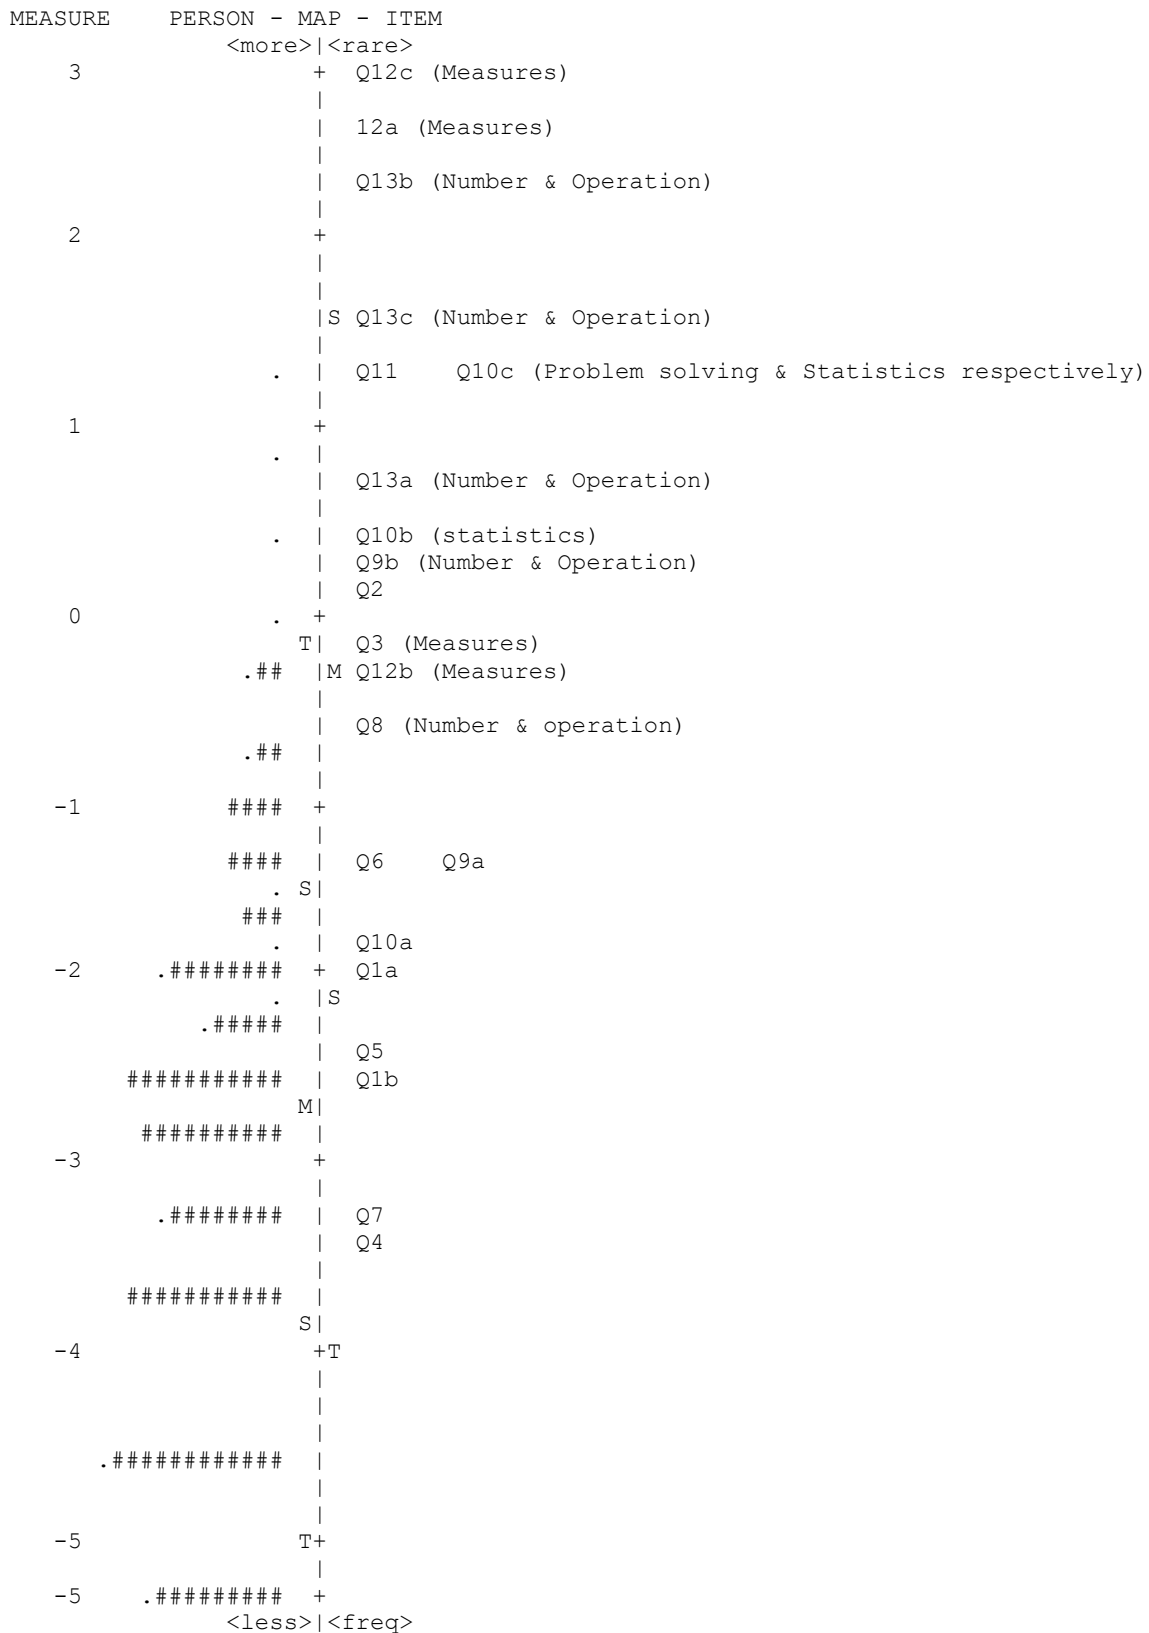 MEASURE    PERSON - MAP - ITEM
               <more>|<rare>
    3                +  Q12c (Measures)
                     |
                     |  12a (Measures)
                     |
                     |  Q13b (Number & Operation)
                     |
    2                +
                     |
                     |
                     |S Q13c (Number & Operation)
                     |
                  .  |  Q11    Q10c (Problem solving & Statistics respectively)
                     |
    1                +
                  .  |
                     |  Q13a (Number & Operation)
                     |
                  .  |  Q10b (statistics)
                     |  Q9b (Number & Operation)
                     |  Q2
    0             .  +
                    T|  Q3 (Measures)
                .##  |M Q12b (Measures)
                     |
                     |  Q8 (Number & operation)
                .##  |
                     |
   -1          ####  +
                     |
               ####  |  Q6    Q9a
                  . S|
                ###  |
                  .  |  Q10a
   -2     .########  +  Q1a
                  .  |S
             .#####  |
                     |  Q5
        ###########  |  Q1b
                    M|
         ##########  |
   -3                +
                     |
          .########  |  Q7
                     |  Q4
                     |
        ###########  |
                    S|
   -4                +T
                     |
                     |
                     |
      .############  |
                     |
                     |
   -5               T+
                     |
   -5    .#########  +
               <less>|<freq>